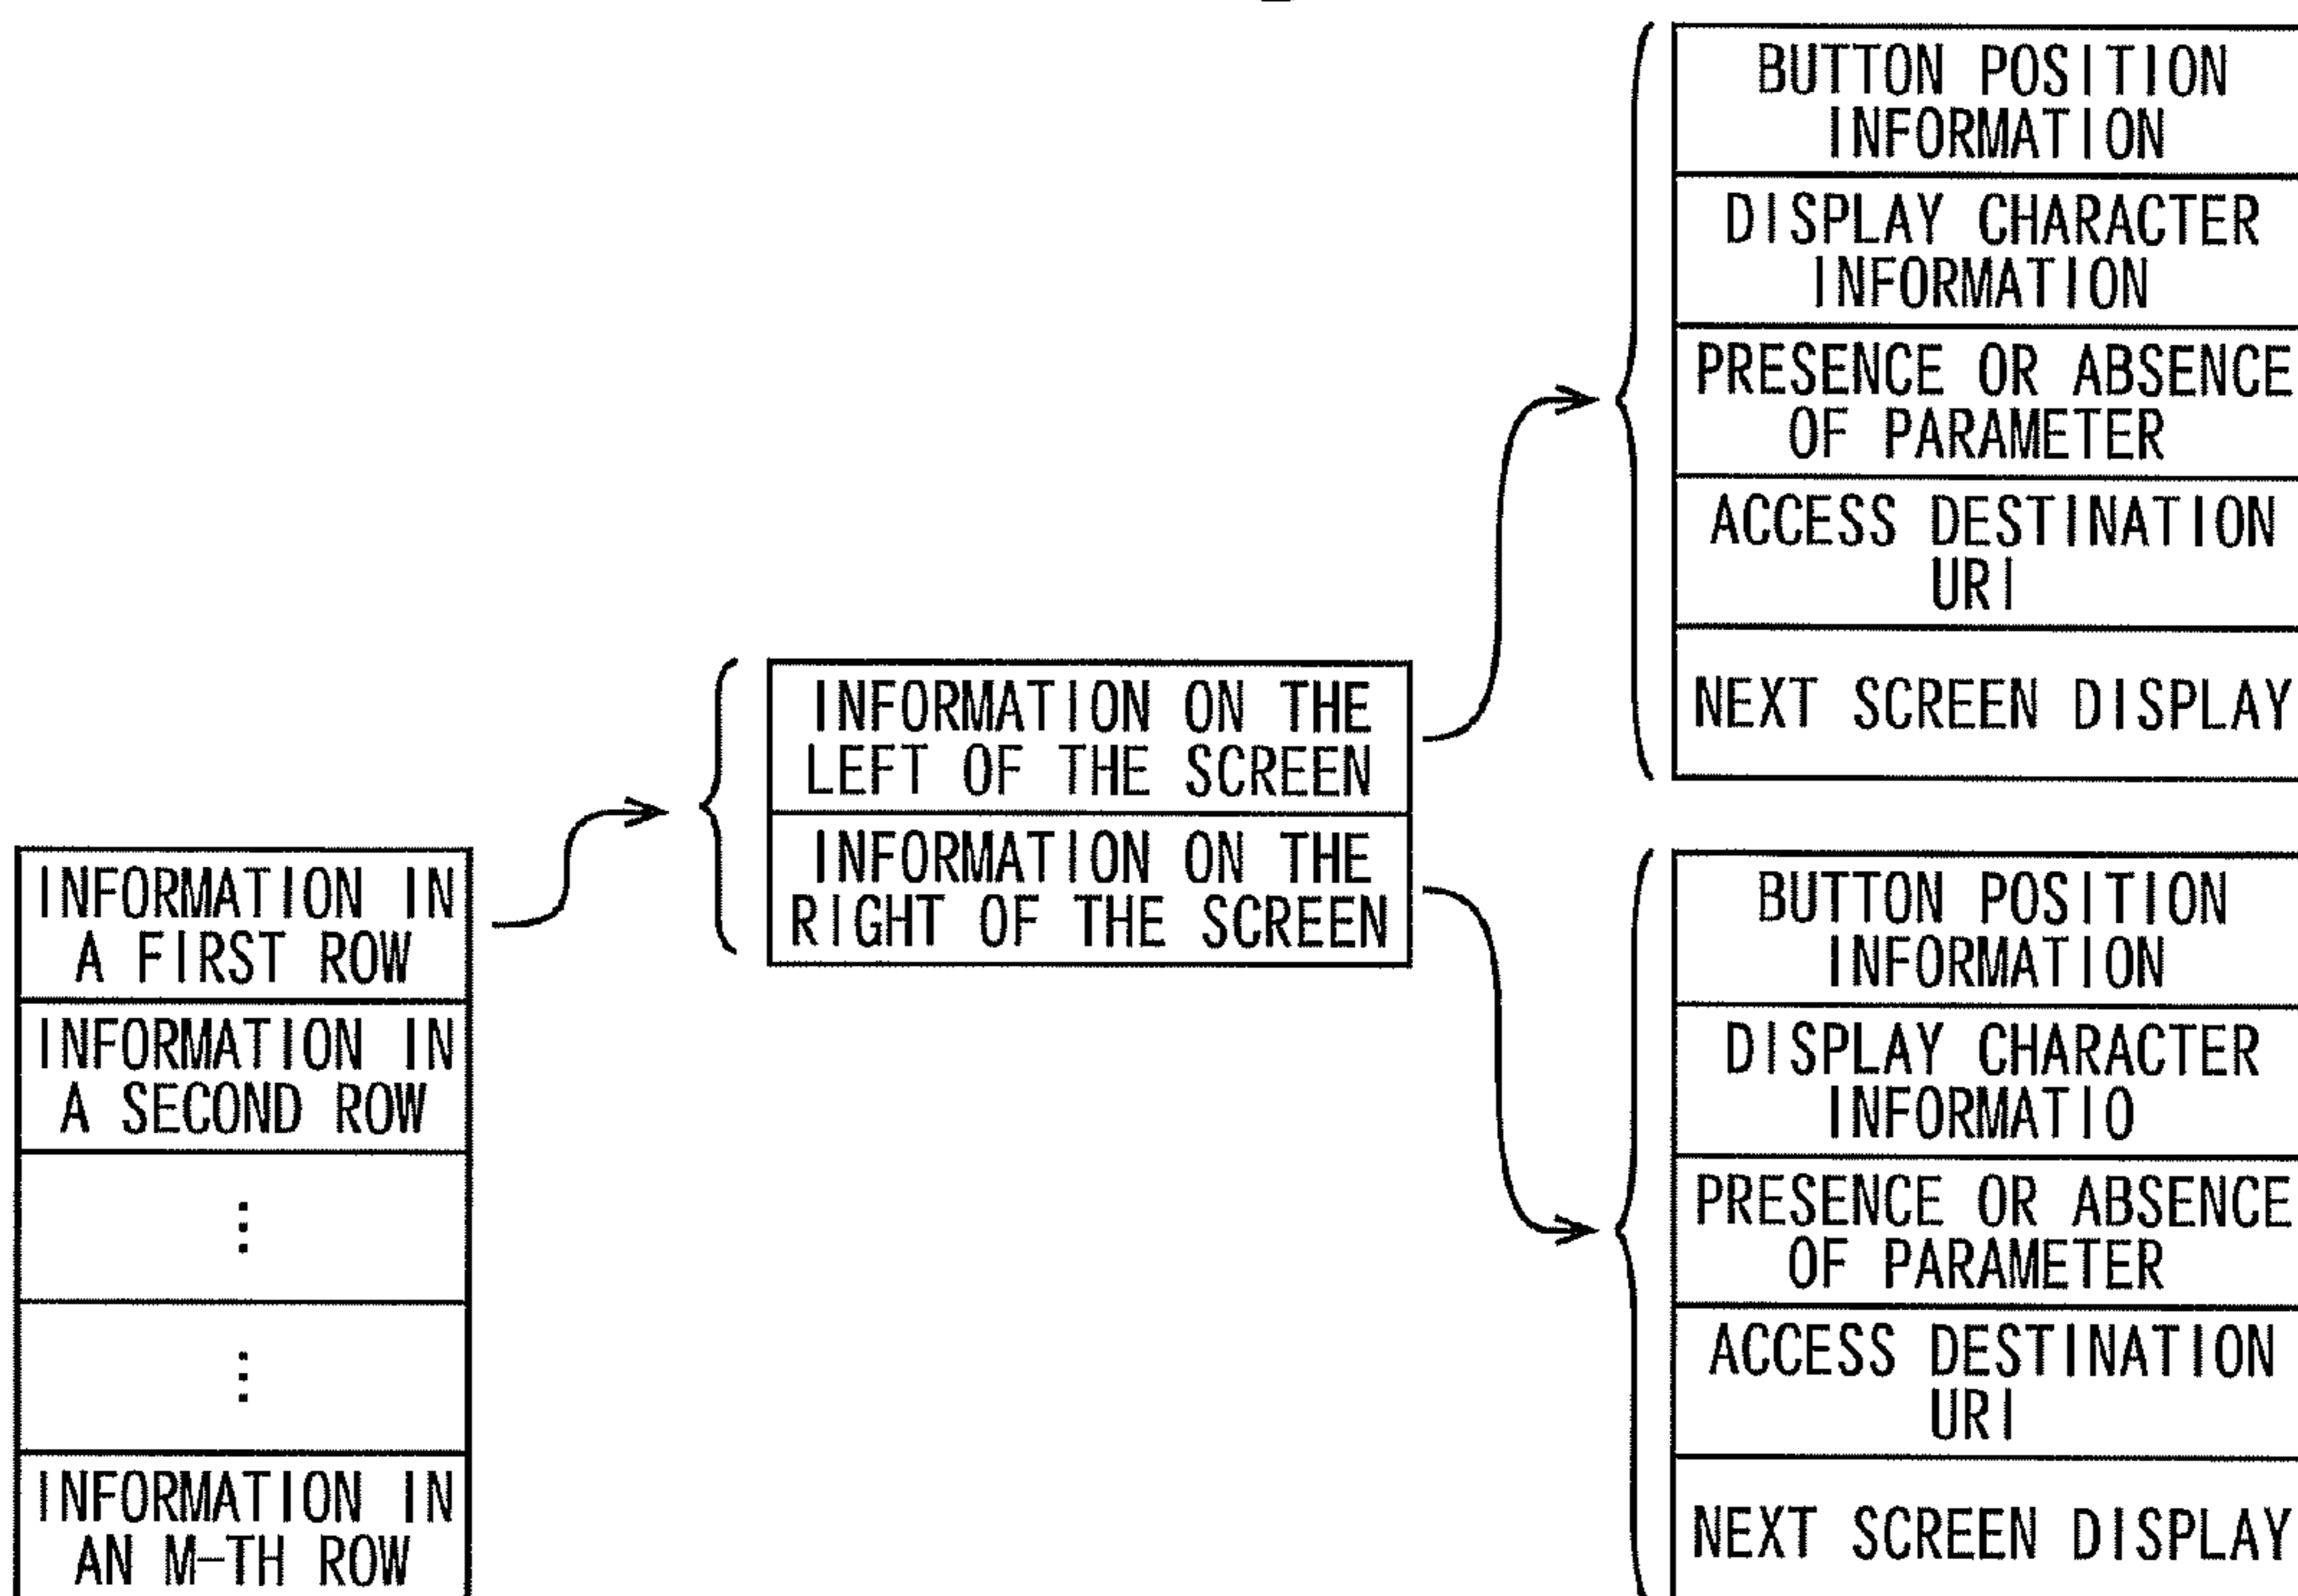 INFORMATION IN
A FIRST ROW
INFORMATION IN
A SECOND ROW
⋮
⋮
INFORMATION IN
AN M-TH ROW
INFORMATION ON THE
LEFT OF THE SCREEN
INFORMATION ON THE
RIGHT OF THE SCREEN
BUTTON POSITION
INFORMATION
DISPLAY CHARACTER
INFORMATION
PRESENCE OR ABSENCE
OF PARAMETER
ACCESS DESTINATION
URI
NEXT SCREEN DISPLAY
BUTTON POSITION
INFORMATION
DISPLAY CHARACTER
INFORMATIO
PRESENCE OR ABSENCE
OF PARAMETER
ACCESS DESTINATION
URI
NEXT SCREEN DISPLAY